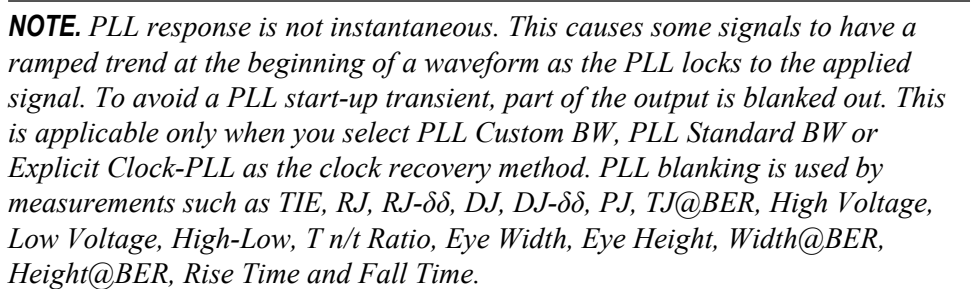 NOTE. PLL response is not instantaneous. This causes some signals to have a
ramped trend at the beginning of a waveform as the PLL locks to the applied
signal. To avoid a PLL start-up transient, part of the output is blanked out. This
is applicable only when you select PLL Custom BW, PLL Standard BW or
Explicit Clock-PLL as the clock recovery method. PLL blanking is used by
measurements such as TIE, RJ, RJ-δδ, DJ, DJ-δδ, PJ, TJ@BER, High Voltage,
Low Voltage, High-Low, T n/t Ratio, Eye Width, Eye Height, Width@BER,
Height@BER, Rise Time and Fall Time.